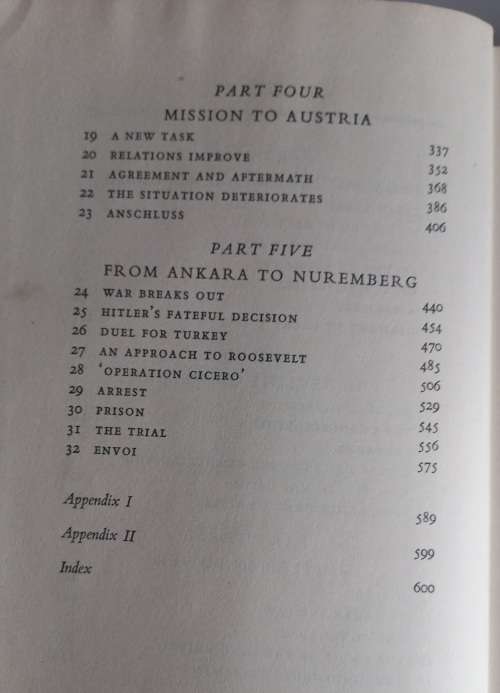 PART FOUR
MISSION TO AUSTRIA
19 A NEW TASK 337
20 RELATIONS IMPROVE 352
21 AGREEMENT AND AFTERMATH 368
22 THE SITUATION DETERIORATES 386
23 ANSCHLUSS 406
PART FIVE
FROM ANKARA TO NUREMBERG
24 WAR BREAKS OUT 440
25 HITLER'S FATEFUL DECISION 454
26 DUEL FOR TURKEY 470
27 AN APPROACH TO ROOSEVELT 485
28 'OPERATION CICERO' 506
29 ARREST 529
30 PRISON 545
31 THE TRIAL 556
32 ENVOI 575
Appendix I 589
Appendix II 599
Index 600